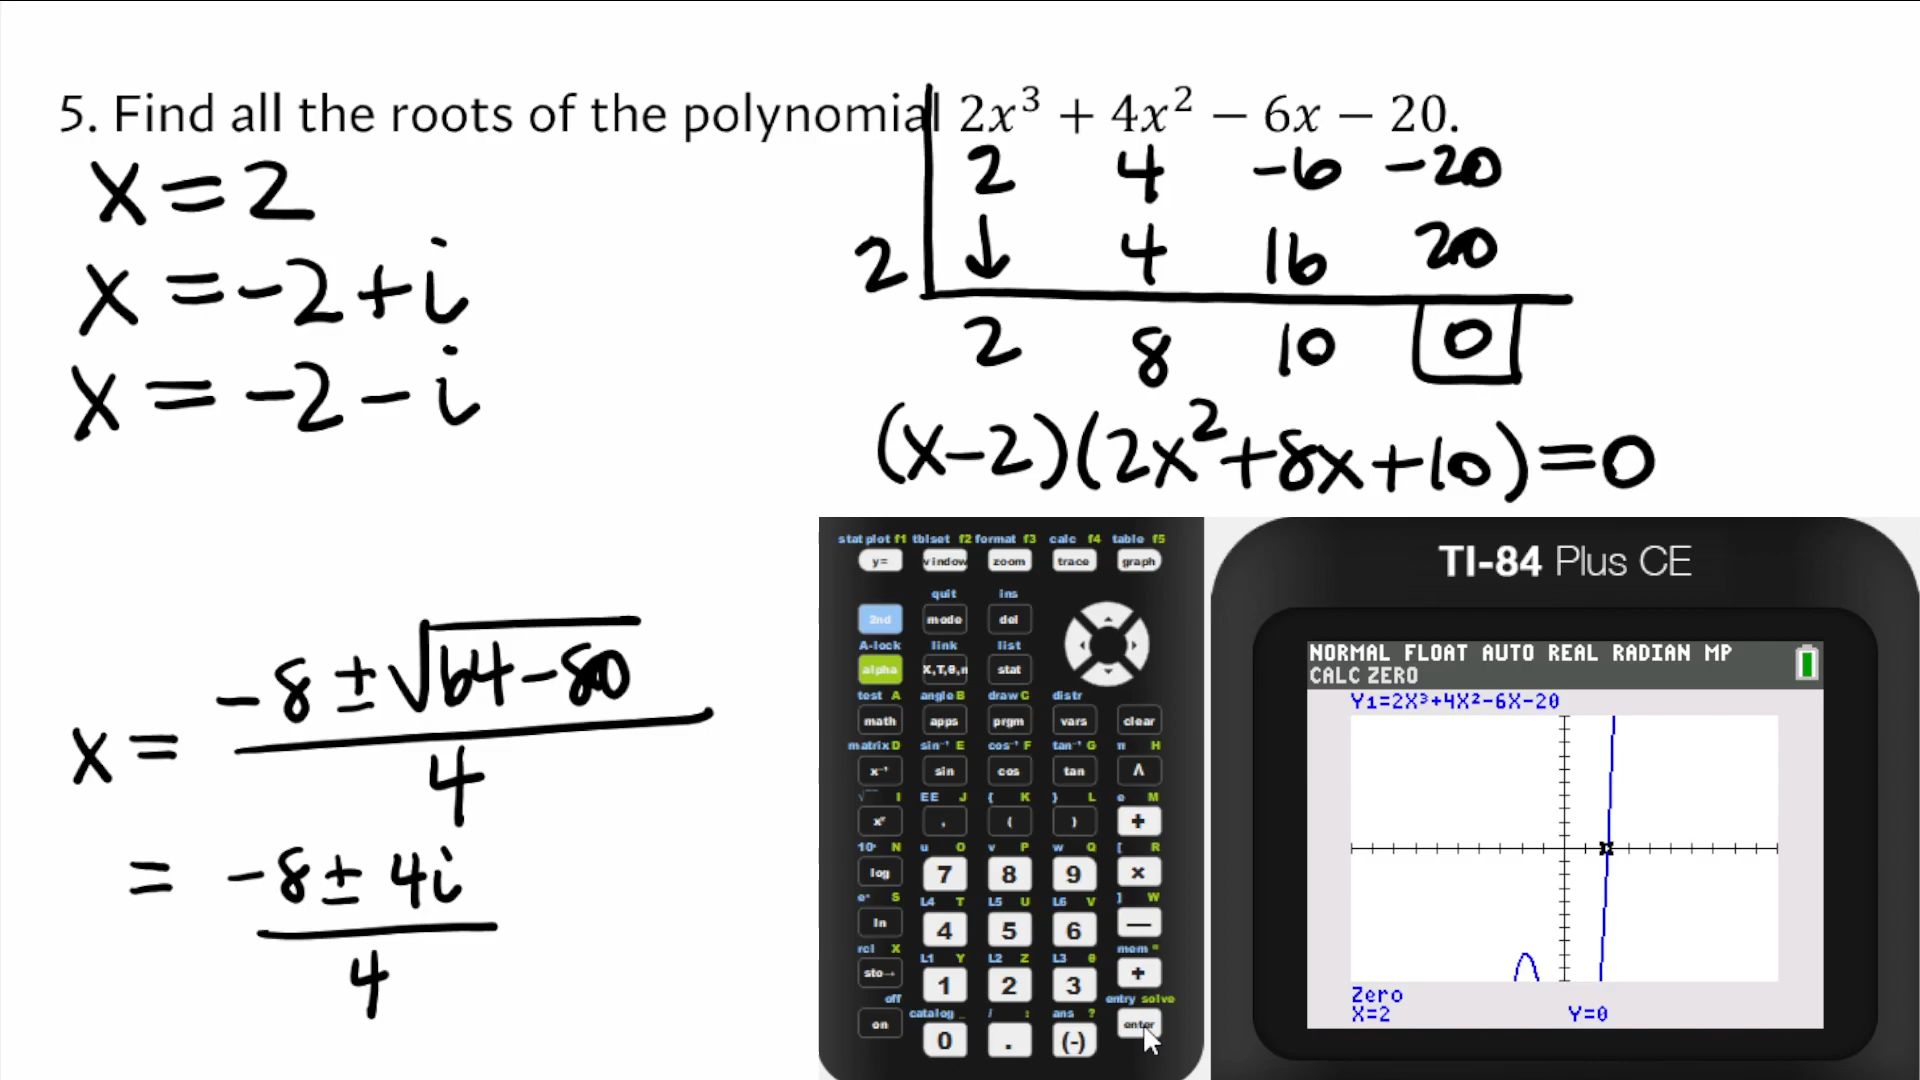 5. Find all the roots of the polynomial 2x³ + 4x² − 6x − 20.
x = 2
x = -2 + i
x = -2 - i
2 4 -6 -20
2 ↓ 4 16 20
2 8 10 0
(x-2)(2x²+8x+10)=0
x = -8 ± √64-80
4
= -8 ± 4i
4
stat plot f1 tblset f2 format f3 calc f4 table f5
y= window zoom trace graph
quit ins
2nd mode del
A-lock link list
alpha X,T,θ,n stat
test A angle B draw C distr
math apps prgm vars clear
matrix D sin⁻¹ E cos⁻¹ F tan⁻¹ G π H
x⁻¹ sin cos tan ^
√ I EE J { K } L e M
x² , ( ) ÷
10ˣ N u O v P w Q [ R
log 7 8 9 ×
eˣ S L4 T L5 U L6 V ] W
ln 4 5 6 —
rcl X L1 Y L2 Z L3 θ mem "
sto→ 1 2 3 +
off catalog _ / : ans ? entry solve
on 0 . (-) enter
TI-84 Plus CE
NORMAL FLOAT AUTO REAL RADIAN MP
CALC ZERO
Y1=2X³+4X²-6X-20
Zero
X=2 Y=0